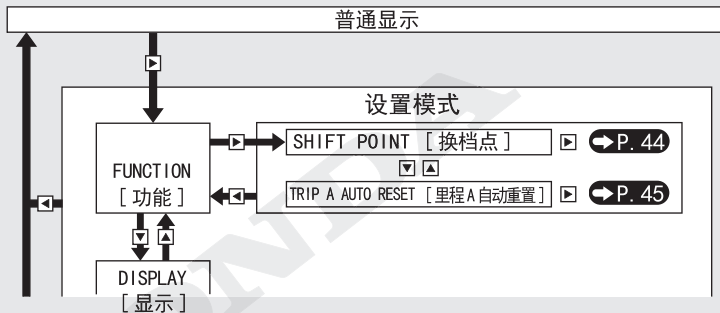 普通显示
设置模式
FUNCTION
[功能]
SHIFT POINT [换档点]
P. 44
TRIP A AUTO RESET [里程A自动重置]
P. 45
DISPLAY
[显示]
HONDA